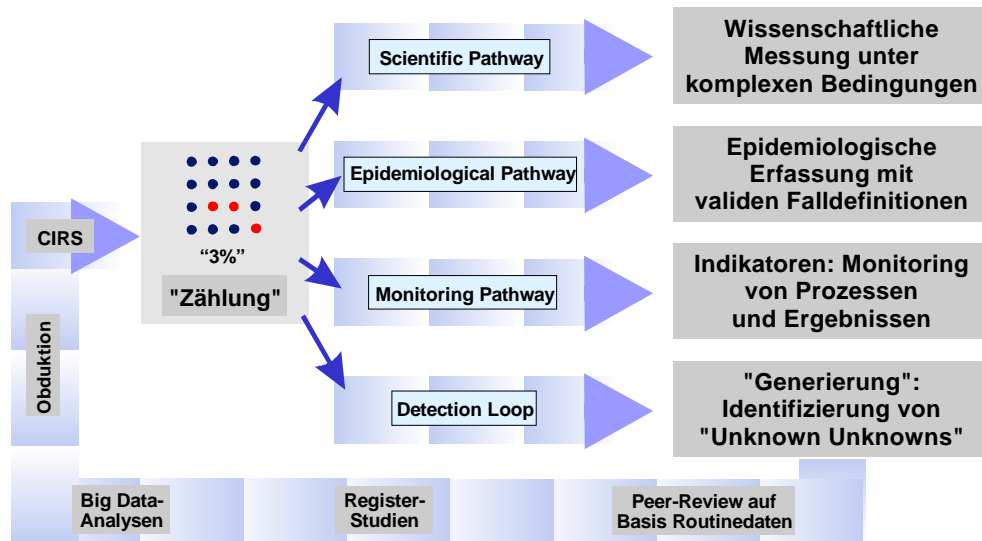 Scientific Pathway
Wissenschaftliche
Messung unter
komplexen Bedingungen
Epidemiological Pathway
Epidemiologische
Erfassung mit
validen Falldefinitionen
CIRS
“3%”
"Zählung"
Monitoring Pathway
Indikatoren: Monitoring
von Prozessen
und Ergebnissen
Obduktion
Detection Loop
"Generierung":
Identifizierung von
"Unknown Unknowns"
Big Data-
Analysen
Register-
Studien
Peer-Review auf
Basis Routinedaten